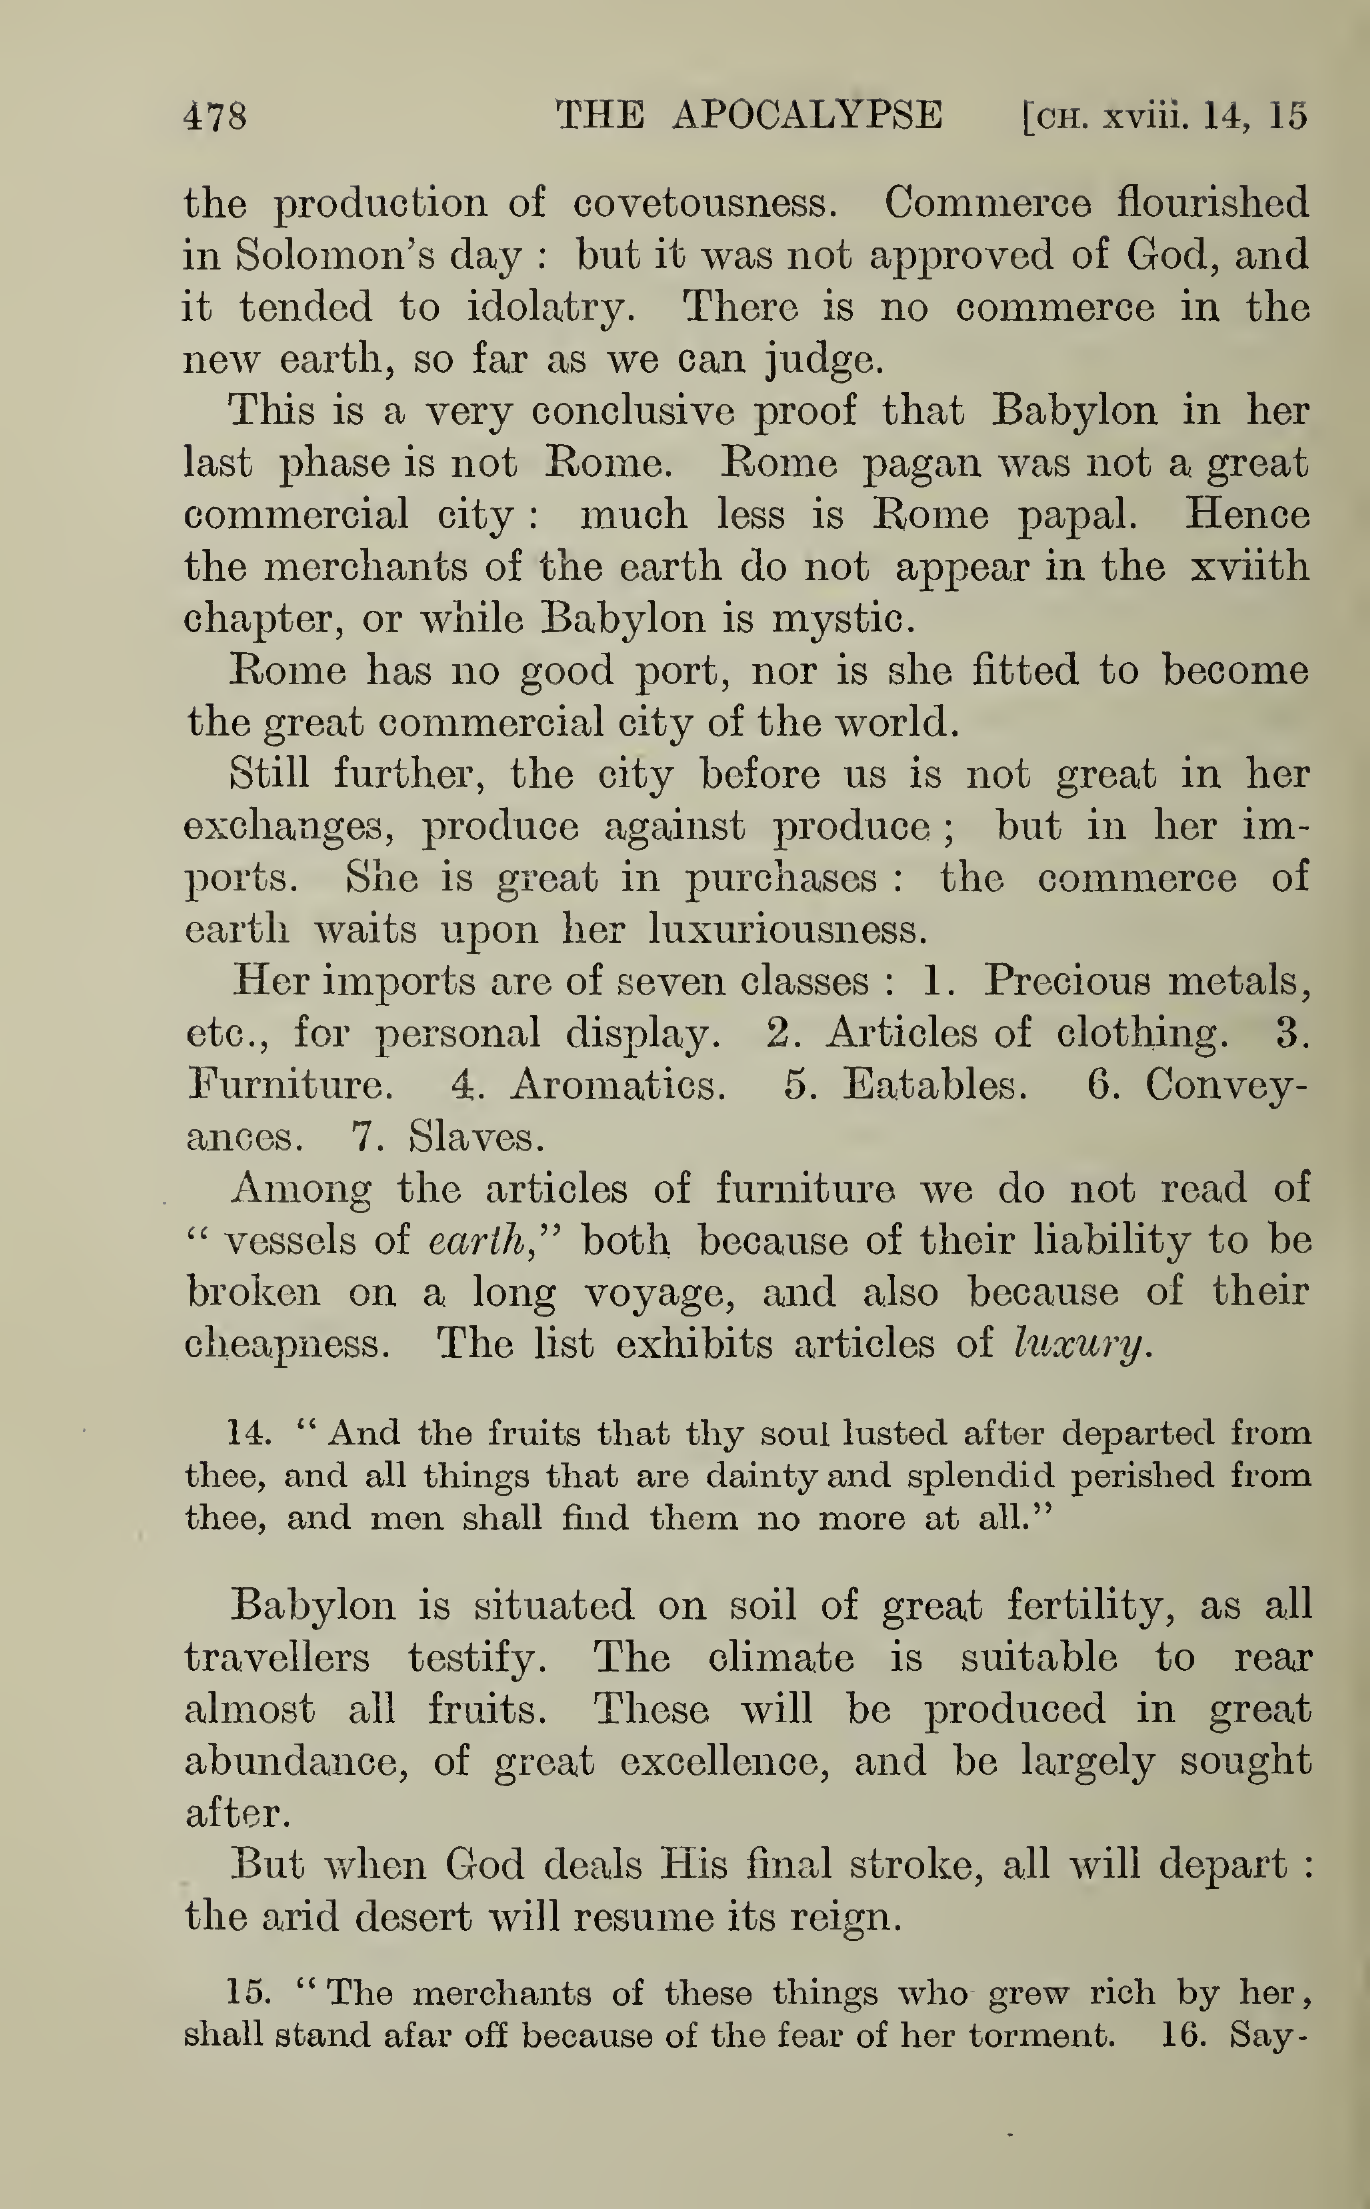 478 THE APOCALYPSE [CH. xviii. 14, 15
the production of covetousness. Commerce flourished
in Solomon's day : but it was not approved of God, and
it tended to idolatry. There is no commerce in the
new earth, so far as we can judge.
This is a very conclusive proof that Babylon in her
last phase is not Rome. Rome pagan was not a great
commercial city : much less is Rome papal. Hence
the merchants of the earth do not appear in the xviith
chapter, or while Babylon is mystic.
Rome has no good port, nor is she fitted to become
the great commercial city of the world.
Still further, the city before us is not great in her
exchanges, produce against produce ; but in her im-
ports. She is great in purchases : the commerce of
earth waits upon her luxuriousness.
Her imports are of seven classes : 1. Precious metals,
etc., for personal display. 2. Articles of clothing. 3.
Furniture. 4. Aromatics. 5. Eatables. 6. Convey-
ances. 7. Slaves.
Among the articles of furniture we do not read of
“ vessels of earth,” both because of their liability to be
broken on a long voyage, and also because of their
cheapness. The list exhibits articles of luxury.
14. “ And the fruits that thy soul lusted after departed from
thee, and all things that are dainty and splendid perished from
thee, and men shall find them no more at all.”
Babylon is situated on soil of great fertility, as all
travellers testify. The climate is suitable to rear
almost all fruits. These will be produced in great
abundance, of great excellence, and be largely sought
after.
But when God deals His final stroke, all will depart :
the arid desert will resume its reign.
15. “ The merchants of these things who grew rich by her,
shall stand afar off because of the fear of her torment. 16. Say-